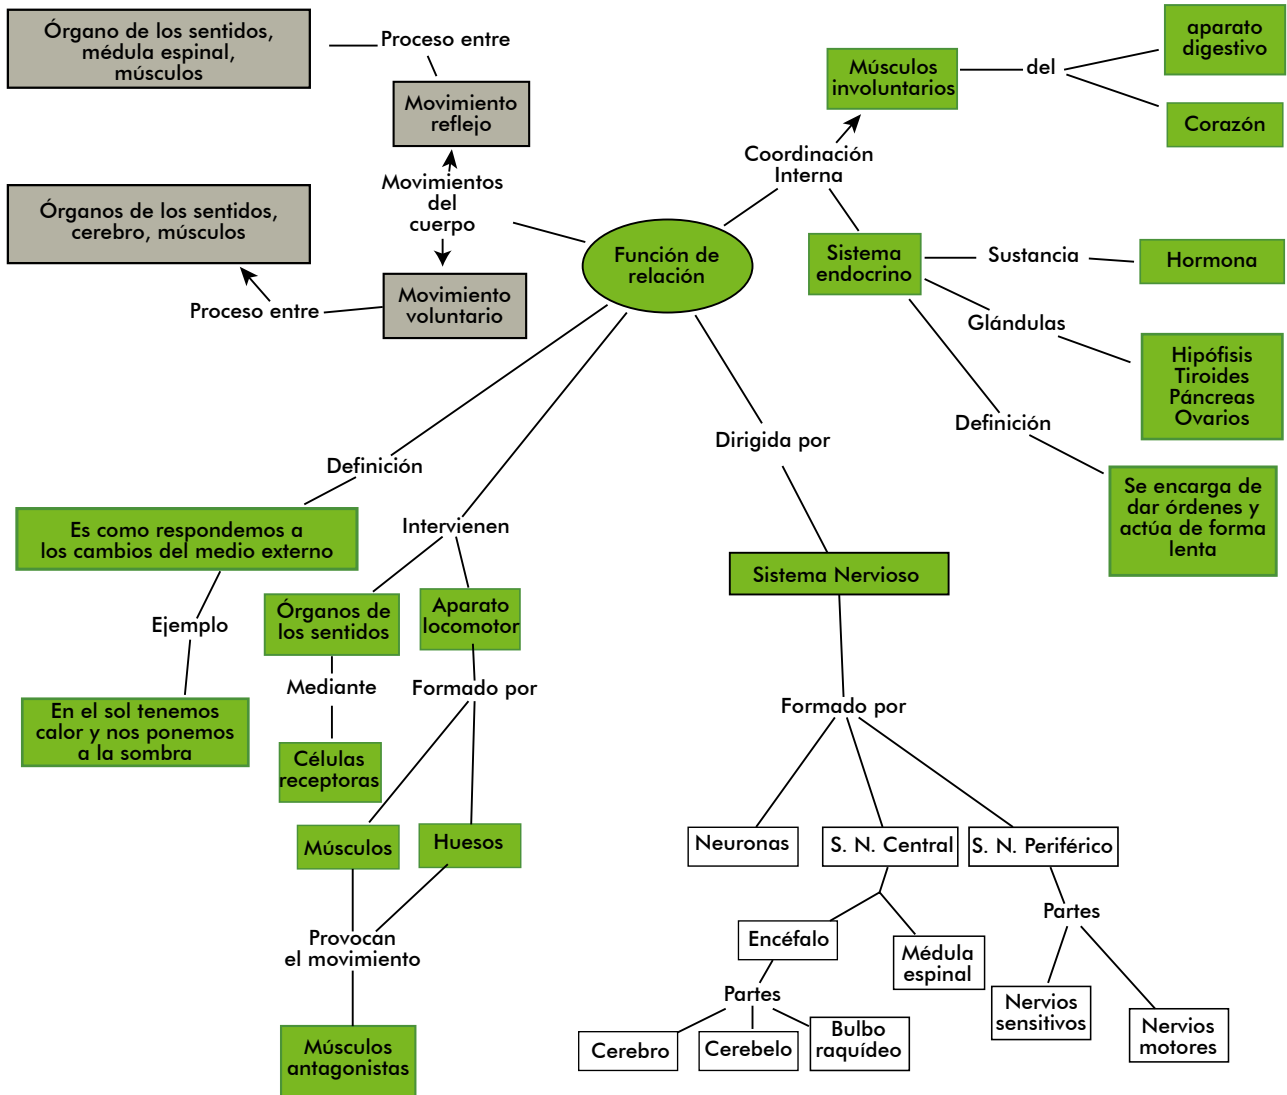 Órgano de los sentidos,
médula espinal,
músculos
Proceso entre
Movimiento
reflejo
Movimientos
del
cuerpo
Órganos de los sentidos,
cerebro, músculos
Proceso entre
Movimiento
voluntario
Función de
relación
Coordinación
Interna
Músculos
involuntarios
del
aparato
digestivo
Corazón
Sistema
endocrino
Sustancia
Hormona
Glándulas
Hipófisis
Tiroides
Páncreas
Ovarios
Definición
Se encarga de
dar órdenes y
actúa de forma
lenta
Definición
Es como respondemos a
los cambios del medio externo
Ejemplo
En el sol tenemos
calor y nos ponemos
a la sombra
Intervienen
Órganos de
los sentidos
Mediante
Células
receptoras
Aparato
locomotor
Formado por
Músculos
Huesos
Provocan
el movimiento
Músculos
antagonistas
Dirigida por
Sistema Nervioso
Formado por
Neuronas
S. N. Central
S. N. Periférico
Encéfalo
Médula
espinal
Partes
Cerebro
Cerebelo
Bulbo
raquídeo
Partes
Nervios
sensitivos
Nervios
motores